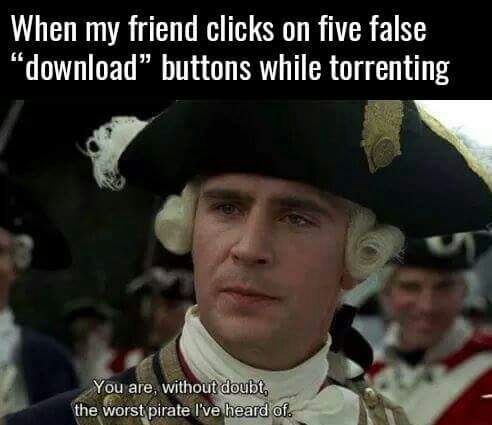 When my friend clicks on five false
“download” buttons while torrenting
You are, without doubt,
the worst pirate I've heard of.